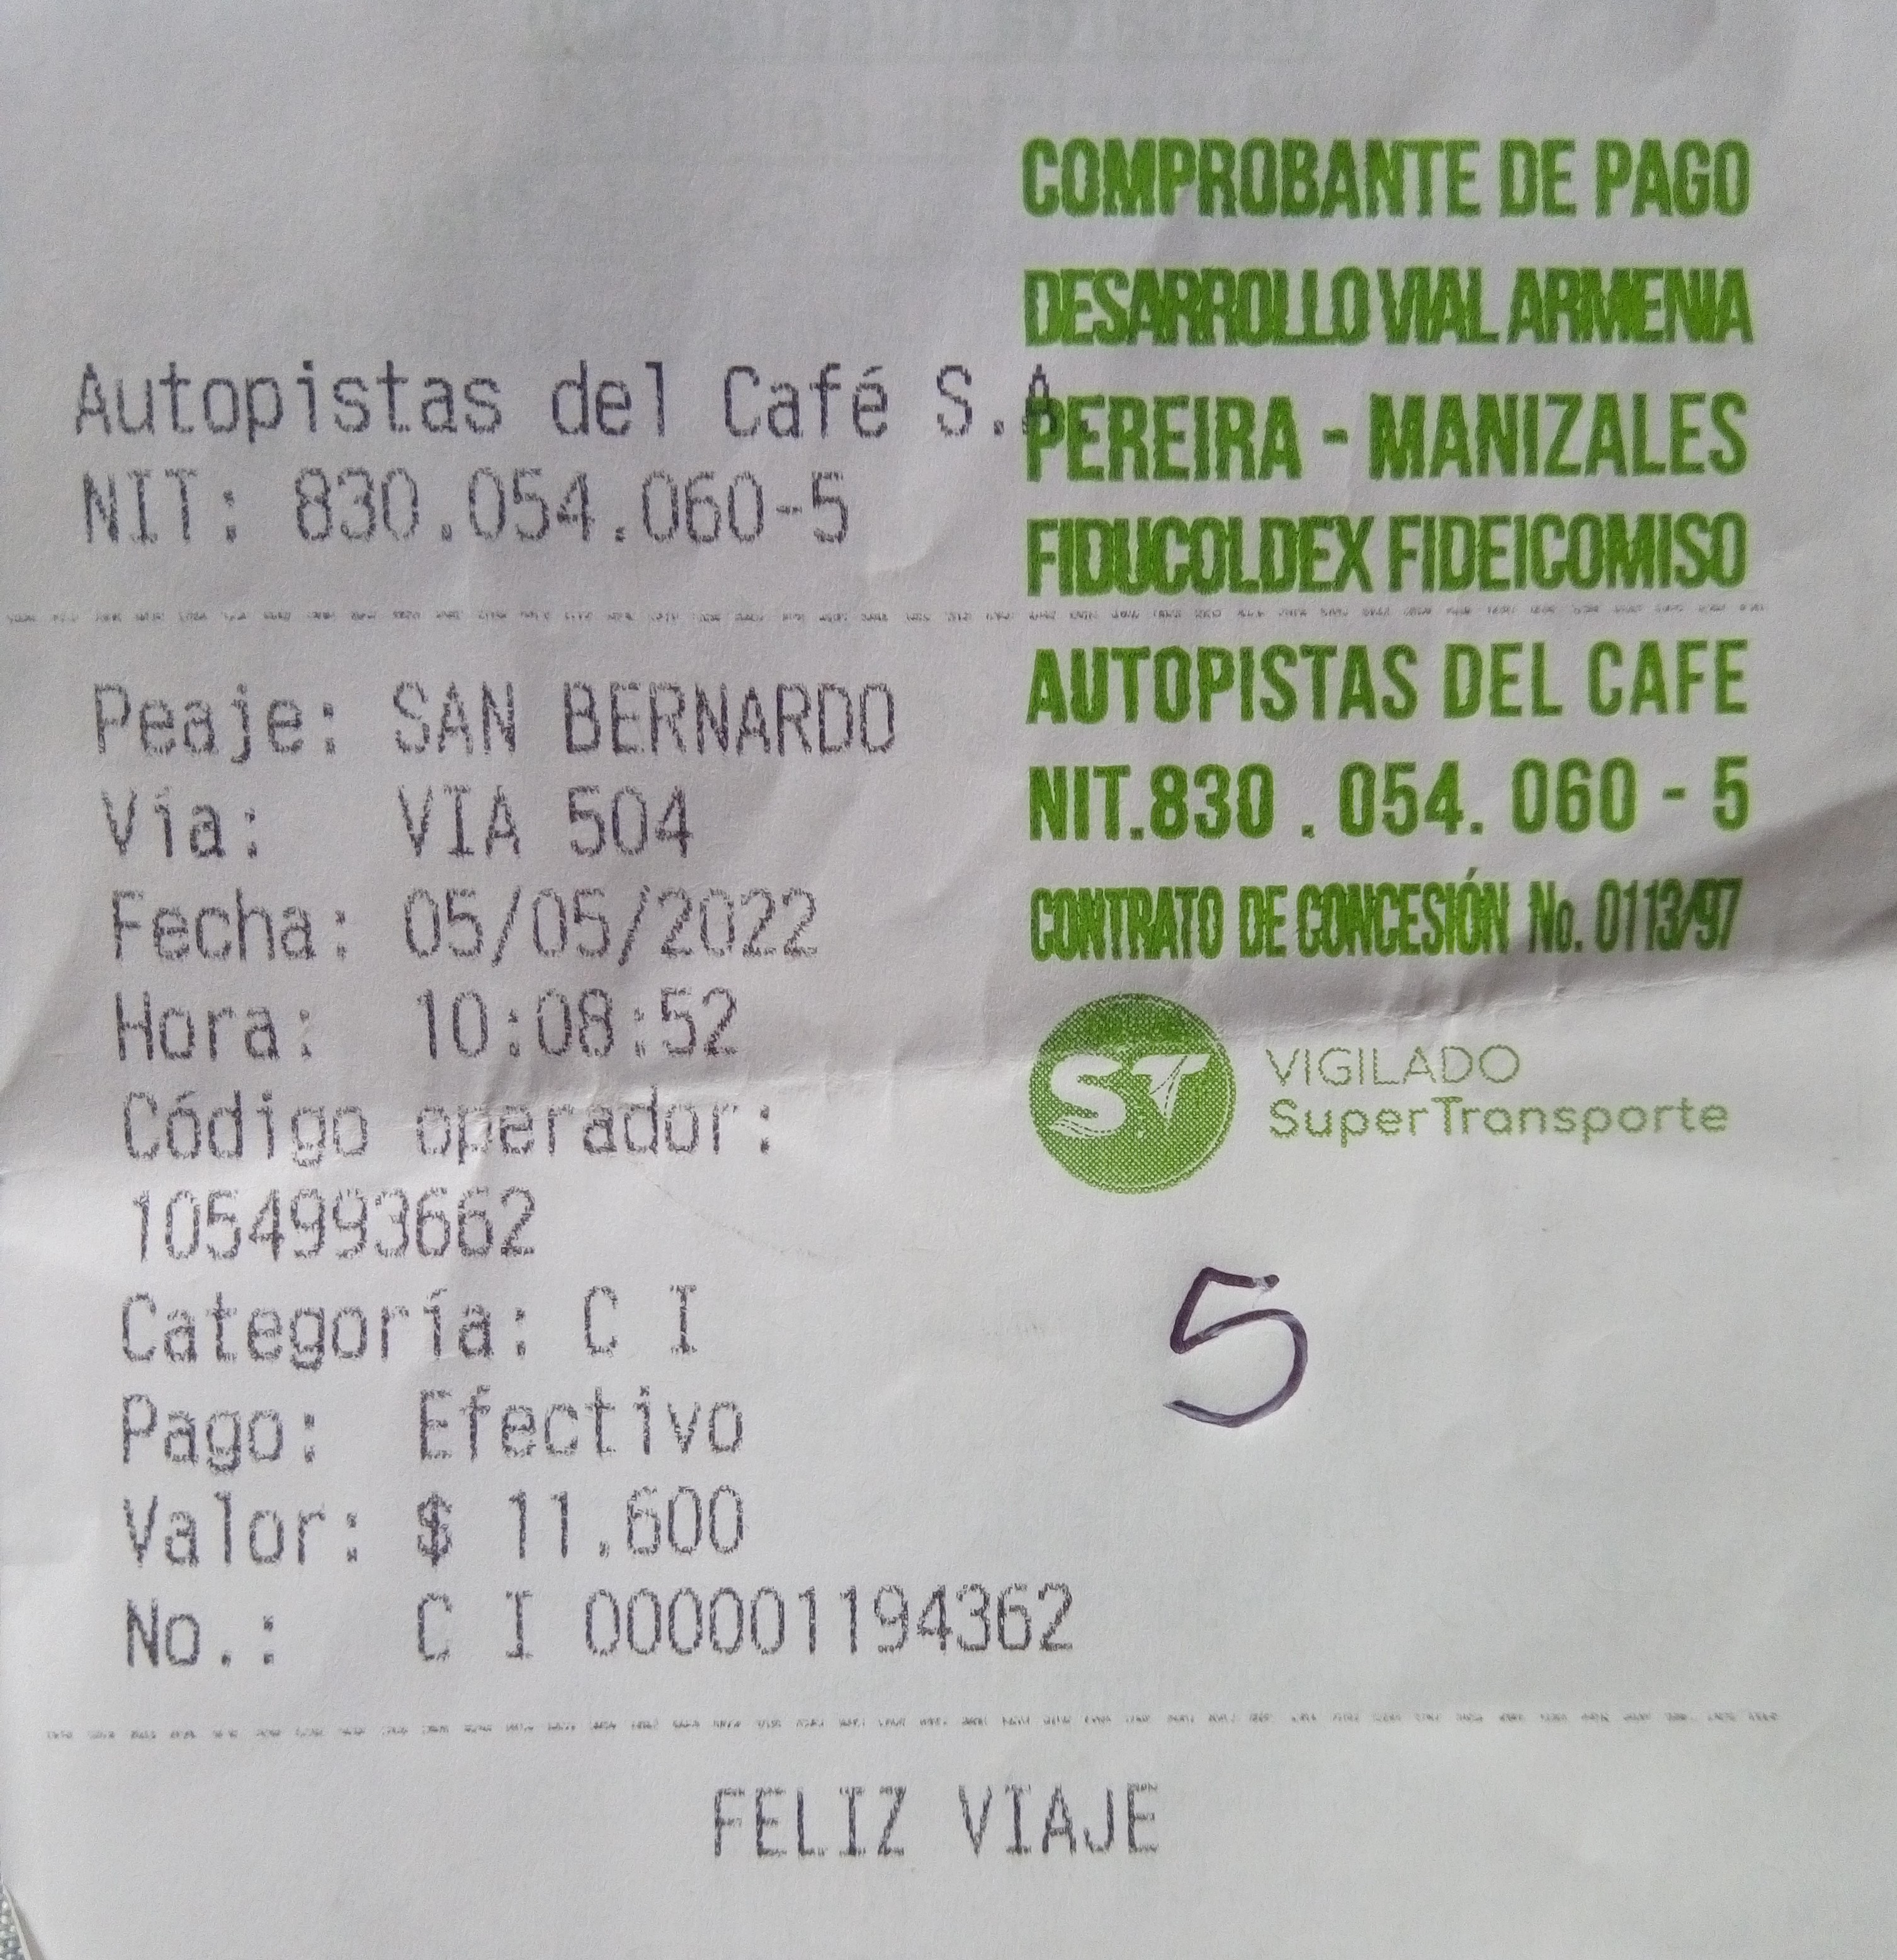 COMPROBANTE DE PAGO
DESARROLLO VIAL ARMENIA
PEREIRA - MANIZALES
FIDUCOLDEX FIDEICOMISO
AUTOPISTAS DEL CAFE
NIT.830 . 054. 060 - 5
CONTRATO DE CONCESIÓN No. 0113/97
ST
VIGILADO
SuperTransporte
5
Autopistas del Café S.A.
NIT: 830.054.060-5
Peaje: SAN BERNARDO
Vía: VIA 504
Fecha: 05/05/2022
Hora: 10:08:52
Código operador:
1054993662
Categoría: C I
Pago: Efectivo
Valor: $ 11.600
No.: C I 000001194362
FELIZ VIAJE